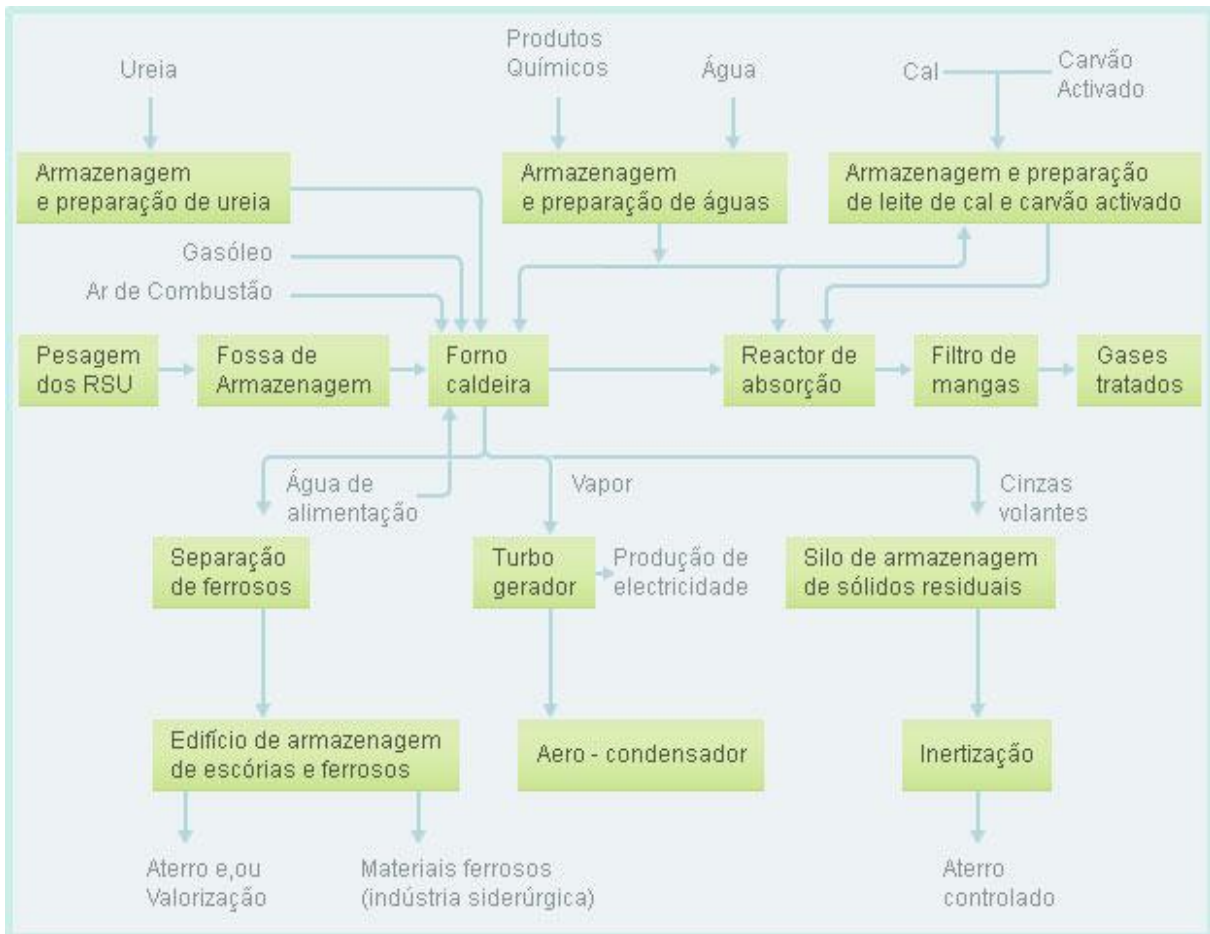 Ureia
Produtos
Químicos
Água
Cal
Carvão
Activado
Armazenagem
e preparação de ureia
Armazenagem
e preparação de águas
Armazenagem e preparação
de leite de cal e carvão activado
Gasóleo
Ar de Combustão
Pesagem
dos RSU
Fossa de
Armazenagem
Forno
caldeira
Reactor de
absorção
Filtro de
mangas
Gases
tratados
Água de
alimentação
Vapor
Cinzas
volantes
Separação
de ferrosos
Turbo
gerador
Produção de
electricidade
Silo de armazenagem
de sólidos residuais
Edifício de armazenagem
de escórias e ferrosos
Aero - condensador
Inertização
Aterro e,ou
Valorização
Materiais ferrosos
(indústria siderúrgica)
Aterro
controlado